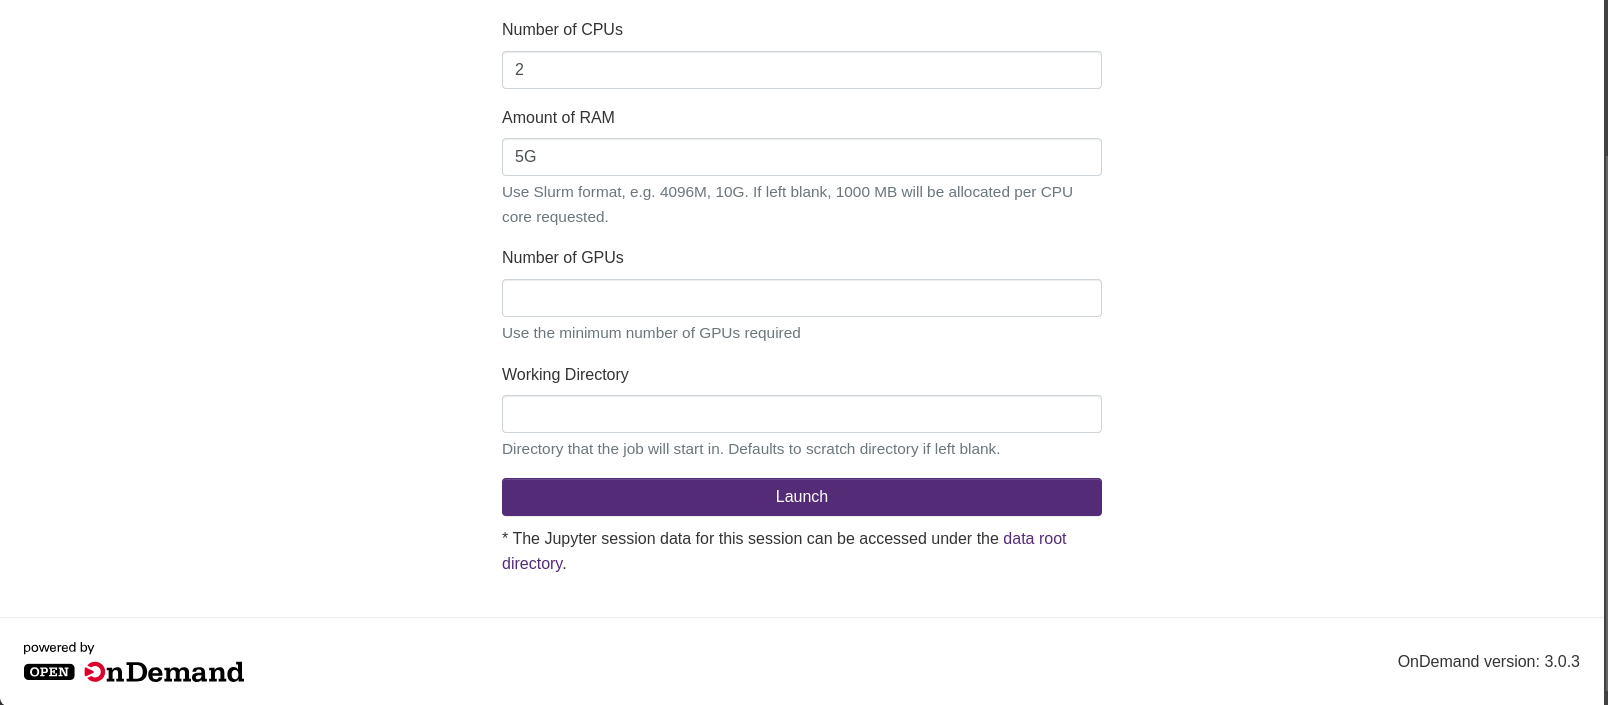 Number of CPUs
2
Amount of RAM
5G
Use Slurm format, e.g. 4096M, 10G. If left blank, 1000 MB will be allocated per CPU
core requested.
Number of GPUs
Use the minimum number of GPUs required
Working Directory
Directory that the job will start in. Defaults to scratch directory if left blank.
Launch
* The Jupyter session data for this session can be accessed under the data root
directory.
powered by
OPEN OnDemand
OnDemand version: 3.0.3